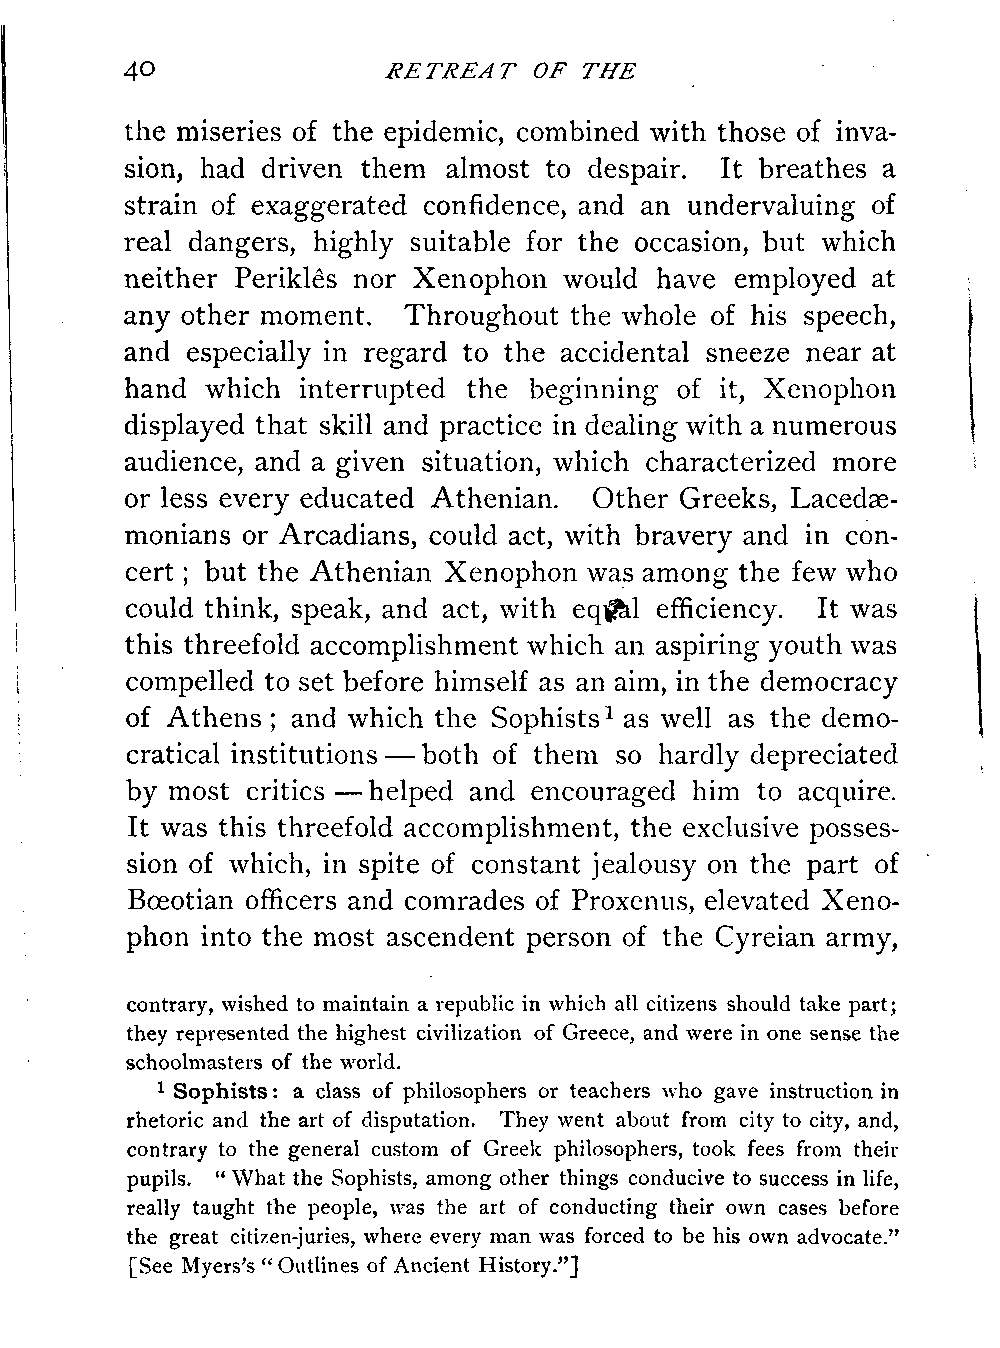 40 RETREAT OF THE
the miseries of the epidemic, combined with those of inva-
sion, had driven them almost to despair. It breathes a
strain of exaggerated confidence, and an undervaluing of
real dangers, highly suitable for the occasion, but which
neither Periklês nor Xenophon would have employed at
any other moment. Throughout the whole of his speech,
and especially in regard to the accidental sneeze near at
hand which interrupted the beginning of it, Xenophon
displayed that skill and practice in dealing with a numerous
audience, and a given situation, which characterized more
or less every educated Athenian. Other Greeks, Lacedæ-
monians or Arcadians, could act, with bravery and in con-
cert ; but the Athenian Xenophon was among the few who
could think, speak, and act, with equal efficiency. It was
this threefold accomplishment which an aspiring youth was
compelled to set before himself as an aim, in the democracy
of Athens ; and which the Sophists¹ as well as the demo-
cratical institutions — both of them so hardly depreciated
by most critics — helped and encouraged him to acquire.
It was this threefold accomplishment, the exclusive posses-
sion of which, in spite of constant jealousy on the part of
Bœotian officers and comrades of Proxenus, elevated Xeno-
phon into the most ascendent person of the Cyreian army,
contrary, wished to maintain a republic in which all citizens should take part;
they represented the highest civilization of Greece, and were in one sense the
schoolmasters of the world.
¹ Sophists: a class of philosophers or teachers who gave instruction in
rhetoric and the art of disputation. They went about from city to city, and,
contrary to the general custom of Greek philosophers, took fees from their
pupils. " What the Sophists, among other things conducive to success in life,
really taught the people, was the art of conducting their own cases before
the great citizen-juries, where every man was forced to be his own advocate."
[See Myers's " Outlines of Ancient History."]